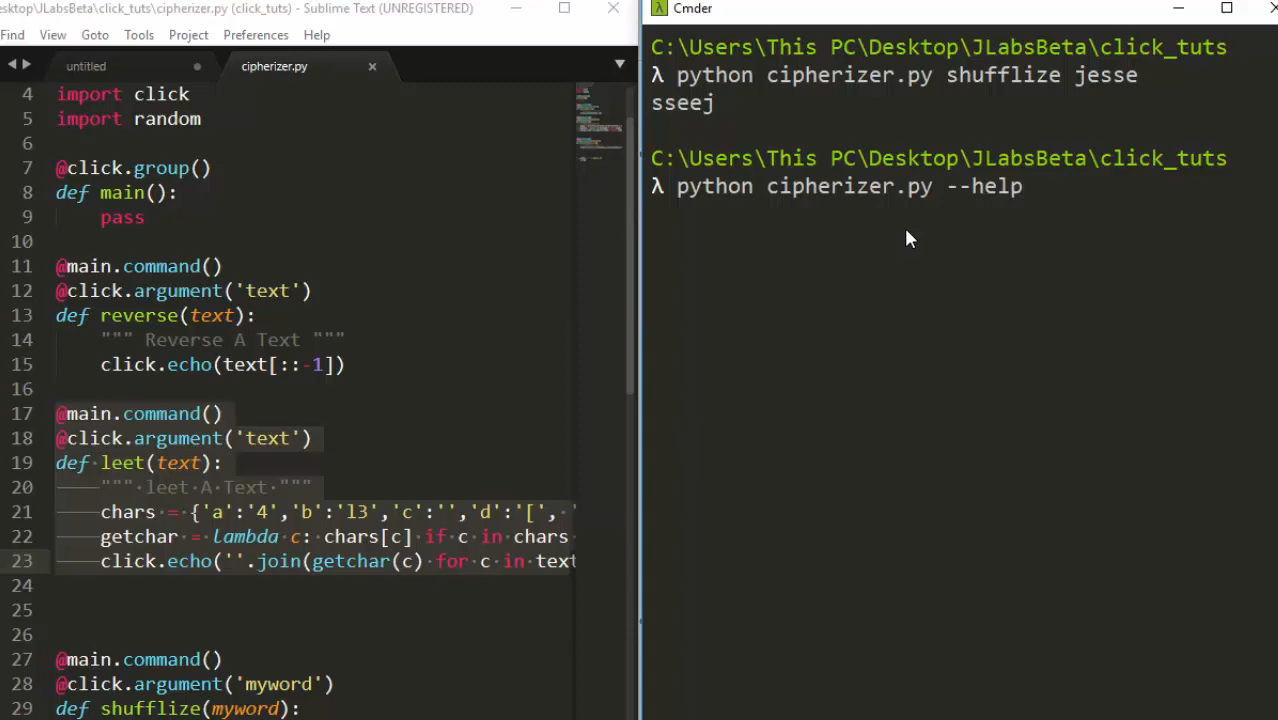 esktop\JLabsBeta\click_tuts\cipherizer.py (click_tuts) - Sublime Text (UNREGISTERED)
Find View Goto Tools Project Preferences Help
untitled cipherizer.py
4 import click
5 import random
6
7 @click.group()
8 def main():
9 pass
10
11 @main.command()
12 @click.argument('text')
13 def reverse(text):
14 """ Reverse A Text """
15 click.echo(text[::-1])
16
17 @main.command()
18 @click.argument('text')
19 def leet(text):
20 """ leet A Text """
21 chars = {'a':'4','b':'l3','c':'','d':'[', '
22 getchar = lambda c: chars[c] if c in chars
23 click.echo(''.join(getchar(c) for c in text
24
25
26
27 @main.command()
28 @click.argument('myword')
29 def shufflize(myword):
λ Cmder
C:\Users\This PC\Desktop\JLabsBeta\click_tuts
λ python cipherizer.py shufflize jesse
sseej
C:\Users\This PC\Desktop\JLabsBeta\click_tuts
λ python cipherizer.py --help